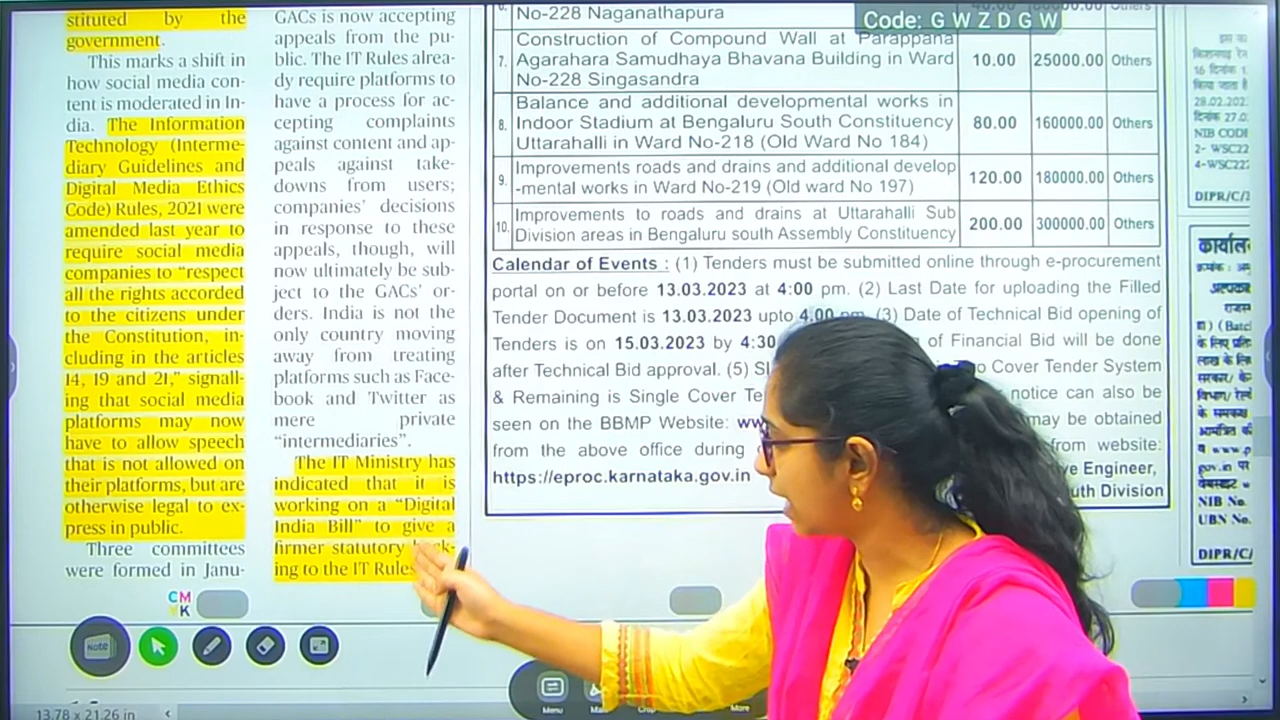 stituted by the
government.
This marks a shift in
how social media con-
tent is moderated in In-
dia. The Information
Technology (Interme-
diary Guidelines and
Digital Media Ethics
Code) Rules, 2021 were
amended last year to
require social media
companies to “respect
all the rights accorded
to the citizens under
the Constitution, in-
cluding in the articles
14, 19 and 21,” signall-
ing that social media
platforms may now
have to allow speech
that is not allowed on
their platforms, but are
otherwise legal to ex-
press in public.
Three committees
were formed in Janu-
GACs is now accepting
appeals from the pu-
blic. The IT Rules alrea-
dy require platforms to
have a process for ac-
cepting complaints
against content and ap-
peals against take-
downs from users;
companies’ decisions
in response to these
appeals, though, will
now ultimately be sub-
ject to the GACs’ or-
ders. India is not the
only country moving
away from treating
platforms such as Face-
book and Twitter as
mere private
“intermediaries”.
The IT Ministry has
indicated that it is
working on a “Digital
India Bill” to give a
firmer statutory
ing to the IT Rules
Code: G W Z D G W
No-228 Naganathapura
7. Construction of Compound Wall at Parappana
Agarahara Samudhaya Bhavana Building in Ward
No-228 Singasandra 10.00 25000.00 Others
8. Balance and additional developmental works in
Indoor Stadium at Bengaluru South Constituency
Uttarahalli in Ward No-218 (Old Ward No 184) 80.00 160000.00 Others
9. Improvements roads and drains and additional develop
-mental works in Ward No-219 (Old ward No 197) 120.00 180000.00 Others
10. Improvements to roads and drains at Uttarahalli Sub
Division areas in Bengaluru south Assembly Constituency 200.00 300000.00 Others
Calendar of Events : (1) Tenders must be submitted online through e-procurement
portal on or before 13.03.2023 at 4:00 pm. (2) Last Date for uploading the Filled
Tender Document is 13.03.2023 upto 4.00 pm. (3) Date of Technical Bid opening of
Tenders is on 15.03.2023 by 4:30 of Financial Bid will be done
after Technical Bid approval. (5) Cover Tender System
& Remaining is Single Cover notice can also be
seen on the BBMP Website: may be obtained
from the above office during from website:
https://eproc.karnataka.gov.in Engineer,
Division
28.02.202
NIB CODE
2- WSC22
4-WSC22
DIPR/C/
NIB No.
UBN No.
DIPR/C/
CM
YK
Note
Menu
Crop
More
13.78 x 21.26 in